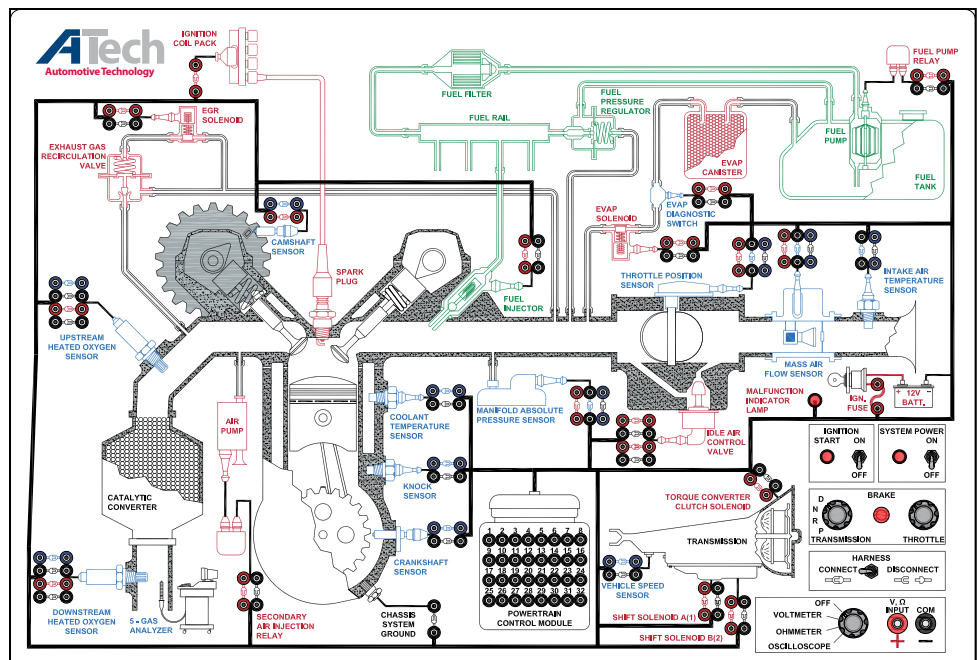 ATech
Automotive Technology
IGNITION
COIL PACK
EGR
SOLENOID
EXHAUST GAS
RECIRCULATION
VALVE
CAMSHAFT
SENSOR
SPARK
PLUG
FUEL FILTER
FUEL RAIL
FUEL
PRESSURE
REGULATOR
FUEL PUMP
RELAY
FUEL
PUMP
FUEL
TANK
EVAP
CANISTER
EVAP
DIAGNOSTIC
SWITCH
EVAP
SOLENOID
THROTTLE POSITION
SENSOR
INTAKE AIR
TEMPERATURE
SENSOR
FUEL
INJECTOR
UPSTREAM
HEATED OXYGEN
SENSOR
MASS AIR
FLOW SENSOR
MALFUNCTION
INDICATOR
LAMP
IGN.
FUSE
+ 12V -
BATT.
AIR
PUMP
COOLANT
TEMPERATURE
SENSOR
MANIFOLD ABSOLUTE
PRESSURE SENSOR
IDLE AIR
CONTROL
VALVE
KNOCK
SENSOR
CATALYTIC
CONVERTER
CRANKSHAFT
SENSOR
TORQUE CONVERTER
CLUTCH SOLENOID
TRANSMISSION
1 2 3 4 5 6 7 8
9 10 11 12 13 14 15 16
17 18 19 20 21 22 23 24
25 26 27 28 29 30 31 32
POWERTRAIN
CONTROL MODULE
VEHICLE SPEED
SENSOR
DOWNSTREAM
HEATED OXYGEN
SENSOR
5 - GAS
ANALYZER
SECONDARY
AIR INJECTION
RELAY
CHASSIS
SYSTEM
GROUND
SHIFT SOLENOID A(1)
SHIFT SOLENOID B(2)
IGNITION
START ON
OFF
SYSTEM POWER
ON
OFF
BRAKE
D
N
R
P
TRANSMISSION
THROTTLE
HARNESS
CONNECT
DISCONNECT
OFF
VOLTMETER
OHMMETER
OSCILLOSCOPE
V, Ω
INPUT
COM
+ −